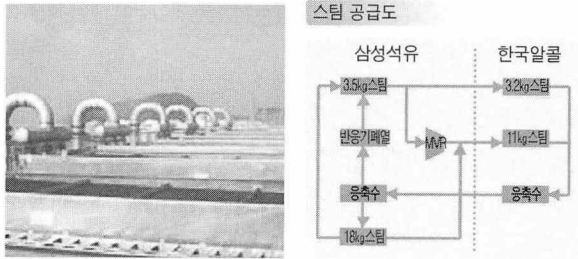 스팀 공급도
삼성석유 한국알콜
3.5kg스팀 3.2kg스팀
반응기폐열 MVR 11kg스팀
응축수 응축수
18kg스팀